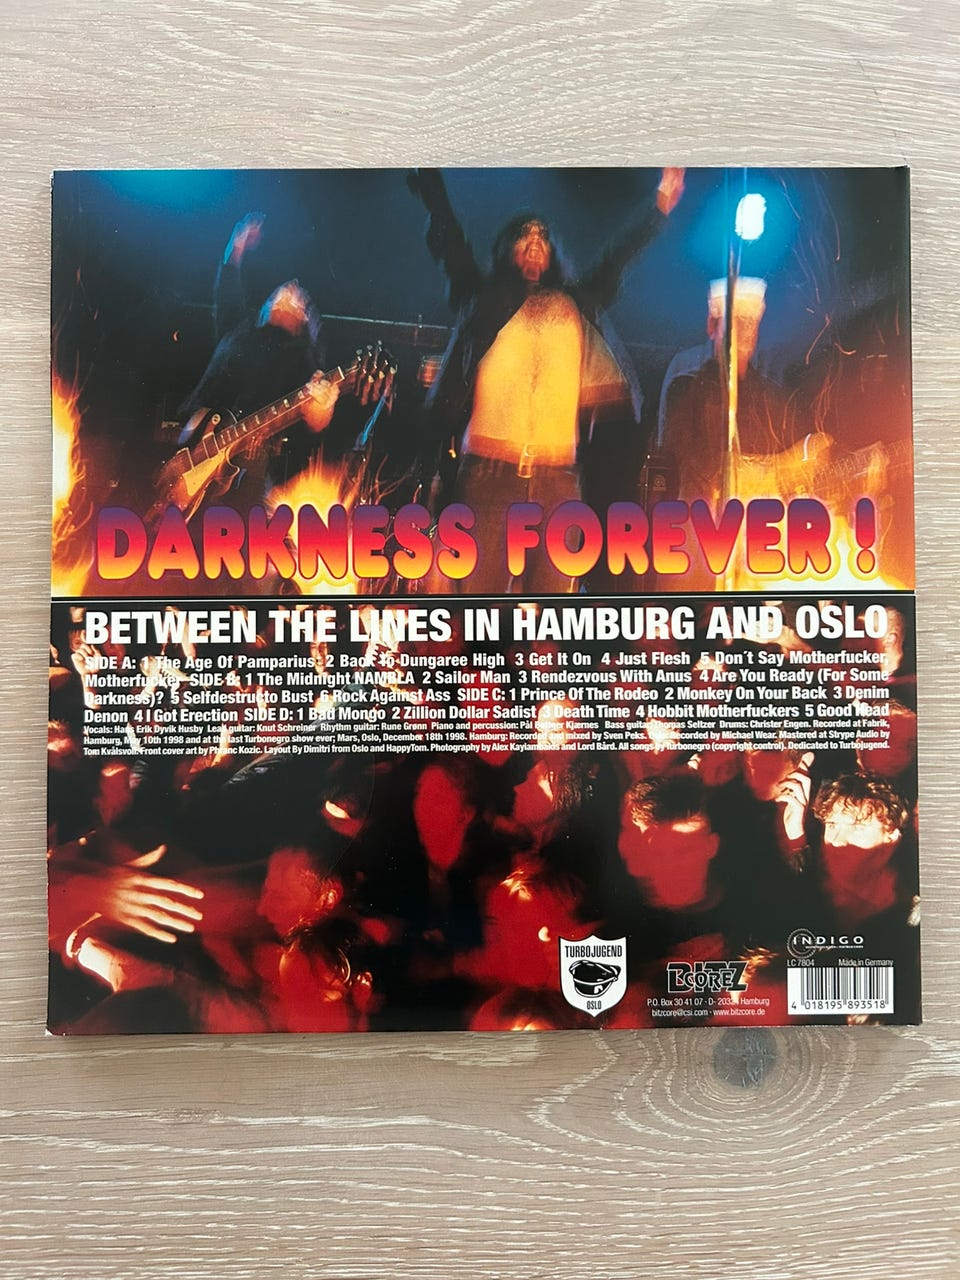 DARKNESS FOREVER !
BETWEEN THE LINES IN HAMBURG AND OSLO
SIDE A: 1 The Age Of Pamparius 2 Back To Dungaree High 3 Get It On 4 Just Flesh 5 Don´t Say Motherfucker,
Motherfucker SIDE B: 1 The Midnight NAMBLA 2 Sailor Man 3 Rendezvous With Anus 4 Are You Ready (For Some
Darkness)? 5 Selfdestructo Bust 6 Rock Against Ass SIDE C: 1 Prince Of The Rodeo 2 Monkey On Your Back 3 Denim
Denon 4 I Got Erection SIDE D: 1 Bad Mongo 2 Zillion Dollar Sadist 3 Death Time 4 Hobbit Motherfuckers 5 Good Head
Vocals: Hans Erik Dyvik Husby Lead guitar: Knut Schreiner Rhythm guitar: Rune Grønn Piano and percussion: Pål Bøttger Kjærnes Bass guitar: Thomas Seltzer Drums: Christer Engen. Recorded at Fabrik,
Hamburg, May 10th 1998 and at the last Turbonegro show ever; Mars, Oslo, December 18th 1998. Hamburg: Recorded and mixed by Sven Peks. Oslo: Recorded by Michael Wear. Mastered at Strype Audio by
Tom Kvålsvoll. Front cover art by Phranc Kozic. Layout By Dimitri from Oslo and HappyTom. Photography by Alex Kayiambakis and Lord Bård. All songs by Turbonegro (copyright control). Dedicated to Turbojugend.
TURBOJUGEND
OSLO
BITZ
CORE
P.O. Box 30 41 07 · D- 20324 Hamburg
bitzcore@csi.com · www.bitzcore.de
INDIGO
LC 7804 Made in Germany
4 018195 893518